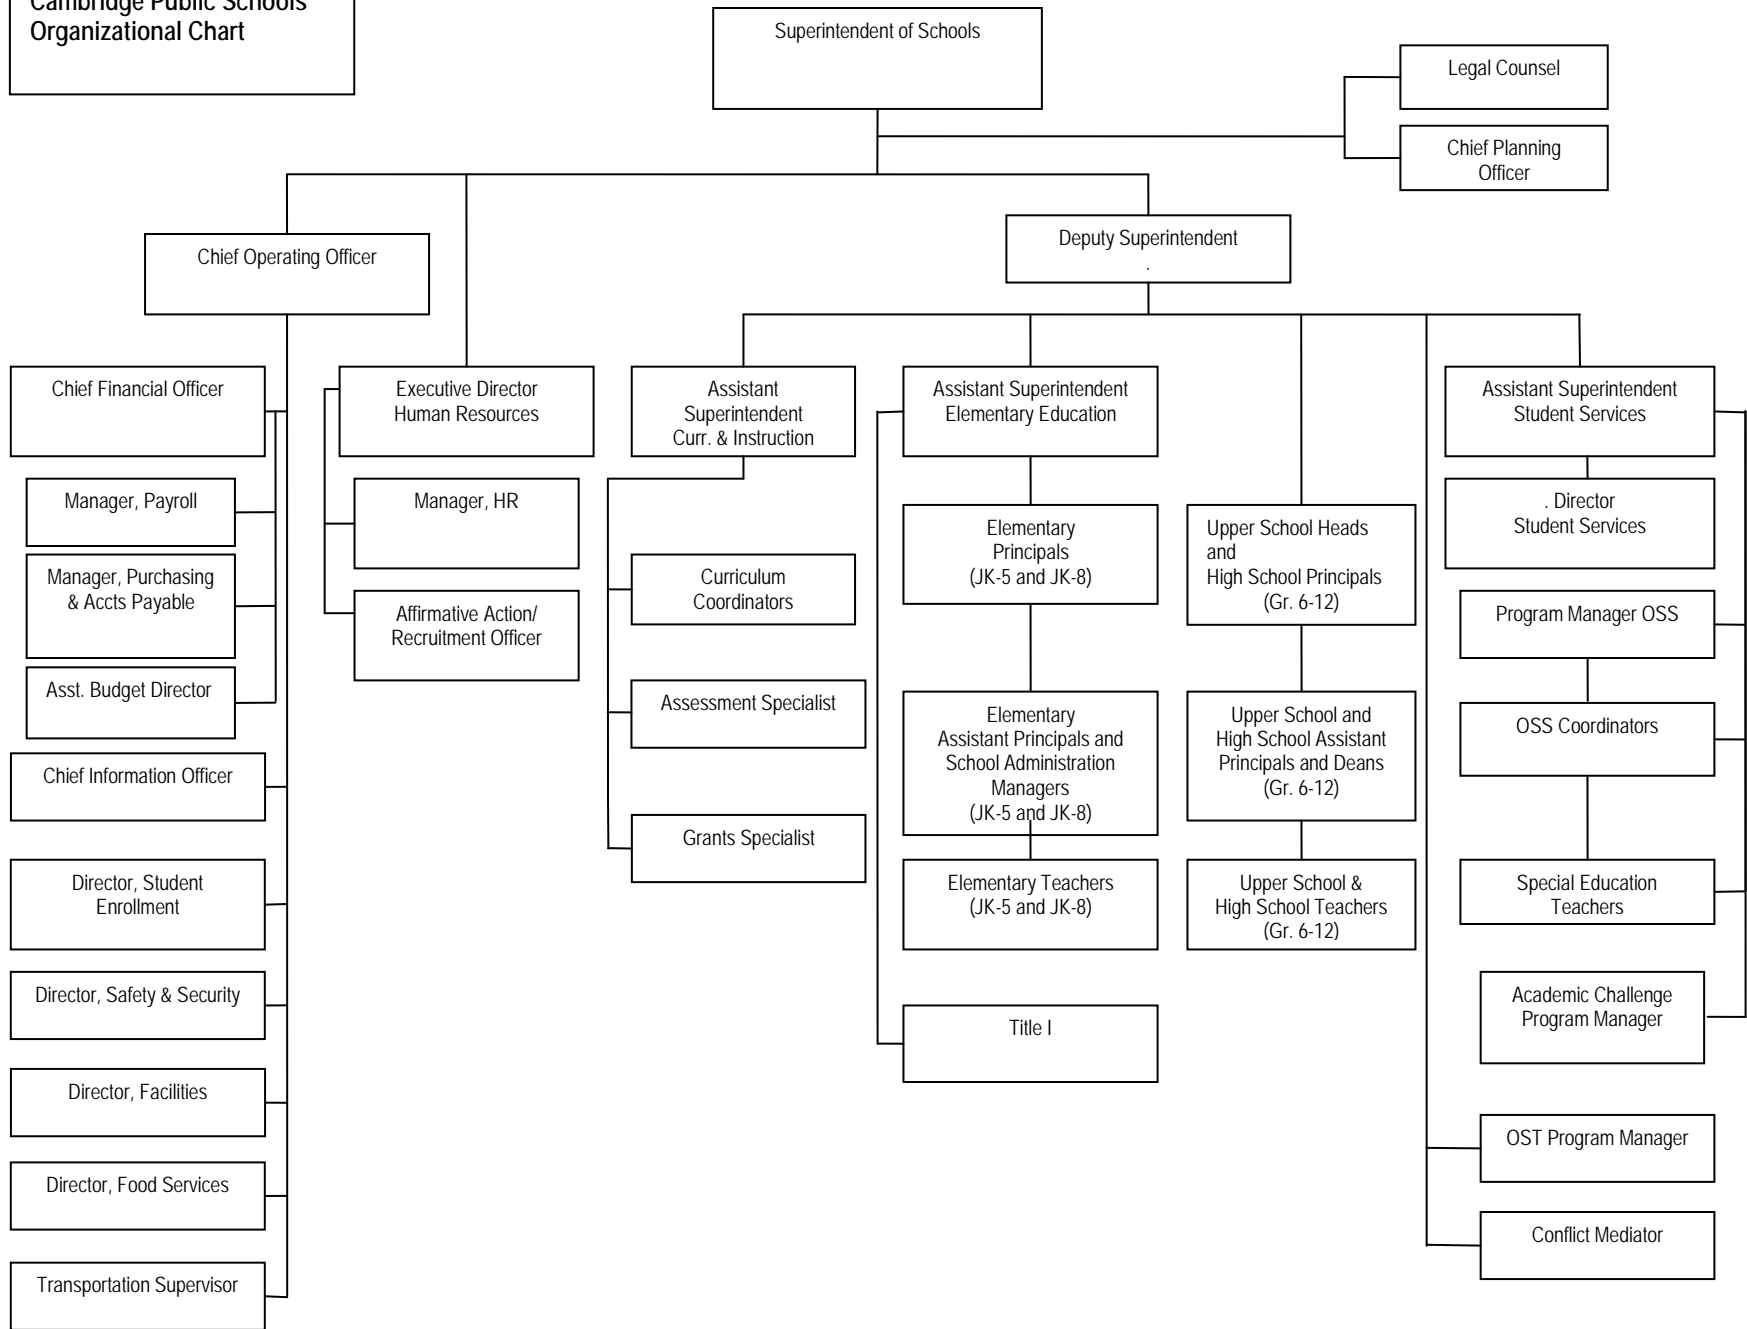 Cambridge Public Schools
Organizational Chart
Superintendent of Schools
Legal Counsel
Chief Planning
Officer
Chief Operating Officer
Deputy Superintendent
.
Chief Financial Officer
Manager, Payroll
Manager, Purchasing
& Accts Payable
Asst. Budget Director
Chief Information Officer
Director, Student
Enrollment
Director, Safety & Security
Director, Facilities
Director, Food Services
Transportation Supervisor
Executive Director
Human Resources
Manager, HR
Affirmative Action/
Recruitment Officer
Assistant
Superintendent
Curr. & Instruction
Curriculum
Coordinators
Assessment Specialist
Grants Specialist
Assistant Superintendent
Elementary Education
Elementary
Principals
(JK-5 and JK-8)
Elementary
Assistant Principals and
School Administration
Managers
(JK-5 and JK-8)
Elementary Teachers
(JK-5 and JK-8)
Title I
Upper School Heads
and
High School Principals
(Gr. 6-12)
Upper School and
High School Assistant
Principals and Deans
(Gr. 6-12)
Upper School &
High School Teachers
(Gr. 6-12)
Assistant Superintendent
Student Services
. Director
Student Services
Program Manager OSS
OSS Coordinators
Special Education
Teachers
Academic Challenge
Program Manager
OST Program Manager
Conflict Mediator